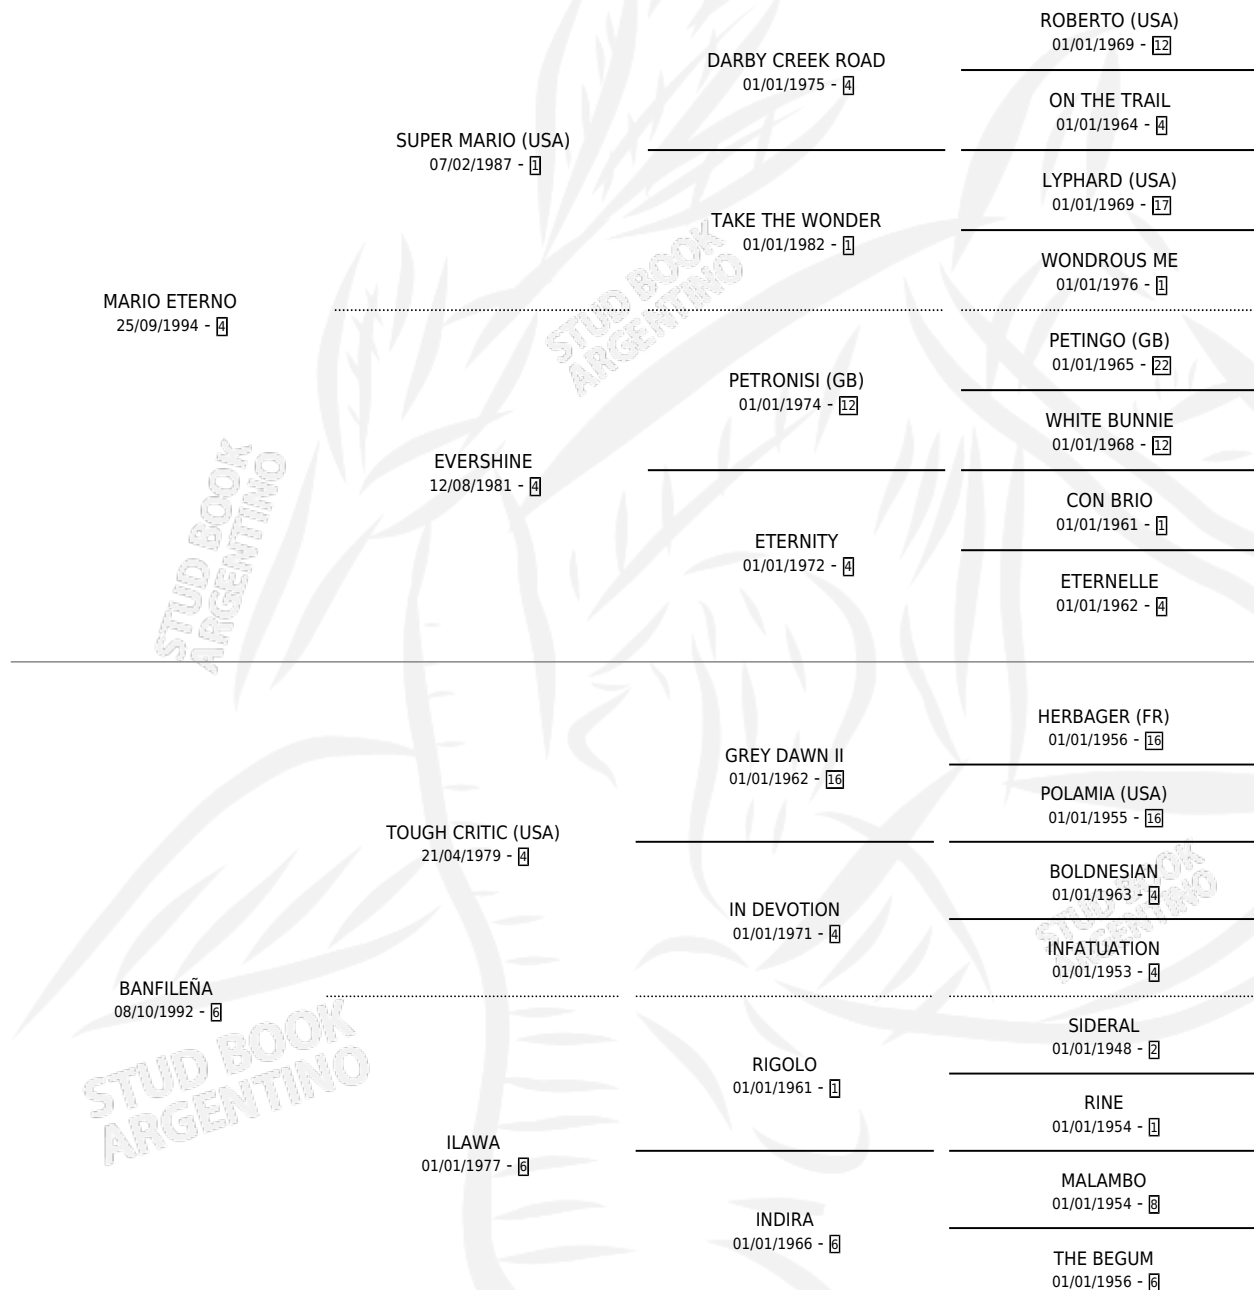 ROBERTO (USA)
01/01/1969 - 12
DARBY CREEK ROAD
01/01/1975 - 4
ON THE TRAIL
01/01/1964 - 4
SUPER MARIO (USA)
07/02/1987 - 1
LYPHARD (USA)
01/01/1969 - 17
TAKE THE WONDER
01/01/1982 - 1
WONDROUS ME
01/01/1976 - 1
MARIO ETERNO
25/09/1994 - 4
PETINGO (GB)
01/01/1965 - 22
PETRONISI (GB)
01/01/1974 - 12
WHITE BUNNIE
01/01/1968 - 12
EVERSHINE
12/08/1981 - 4
CON BRIO
01/01/1961 - 1
ETERNITY
01/01/1972 - 4
ETERNELLE
01/01/1962 - 4
HERBAGER (FR)
01/01/1956 - 16
GREY DAWN II
01/01/1962 - 16
POLAMIA (USA)
01/01/1955 - 16
TOUGH CRITIC (USA)
21/04/1979 - 4
BOLDNESIAN
01/01/1963 - 4
IN DEVOTION
01/01/1971 - 4
INFATUATION
01/01/1953 - 4
BANFILEÑA
08/10/1992 - 6
SIDERAL
01/01/1948 - 2
RIGOLO
01/01/1961 - 1
RINE
01/01/1954 - 1
ILAWA
01/01/1977 - 6
MALAMBO
01/01/1954 - 8
INDIRA
01/01/1966 - 6
THE BEGUM
01/01/1956 - 6
STUD BOOK
ARGENTINO
STUD BOOK
ARGENTINO
STUD BOOK
ARGENTINO
STUD BOOK
ARGENTINO